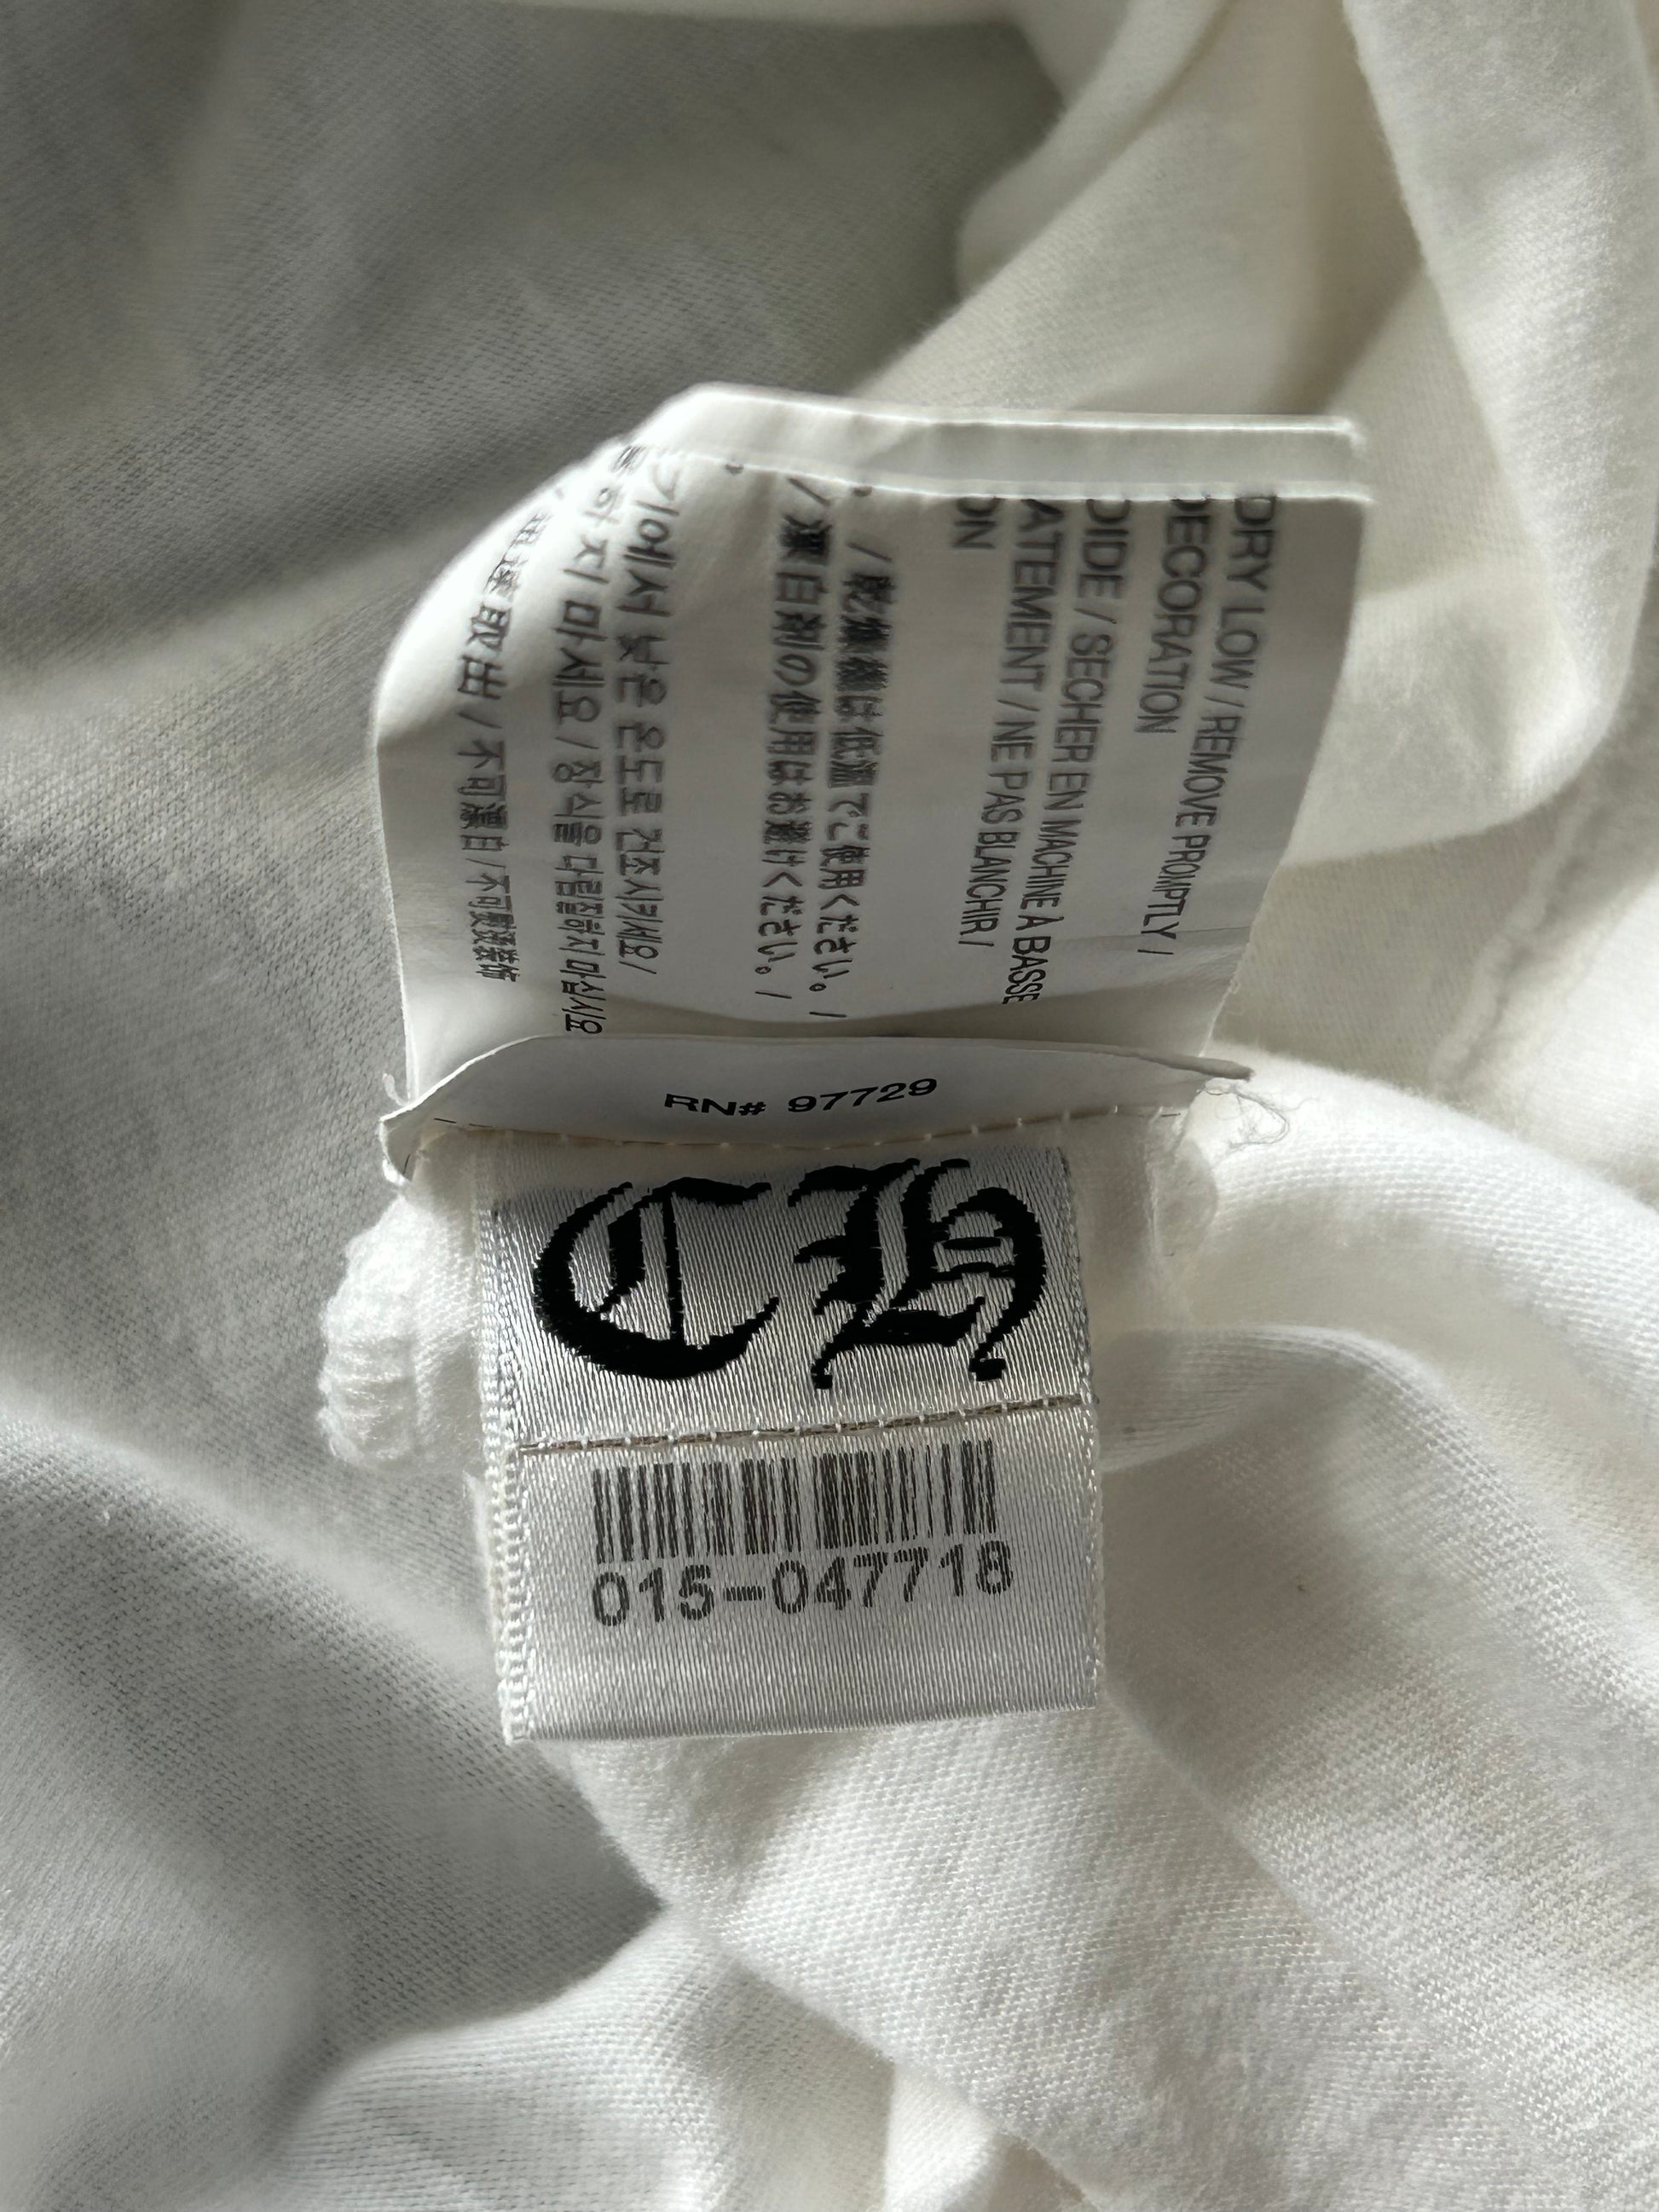 DRY LOW / REMOVE PROMPTLY /
DECORATION
OIDE / SECHER EN MACHINE À BASSE
ATEMENT / NE PAS BLANCHIR /
ON
/ 乾燥機は低温でご使用ください。 /
/ 漂白剤の使用はお避けください。 /
기에서 낮은 온도로 건조시키세요 /
하지 마세요 / 장식을 다림질하지 마십시오
取出 / 不可漂白 / 不可熨燙裝飾
RN# 97729
CH
015-047718